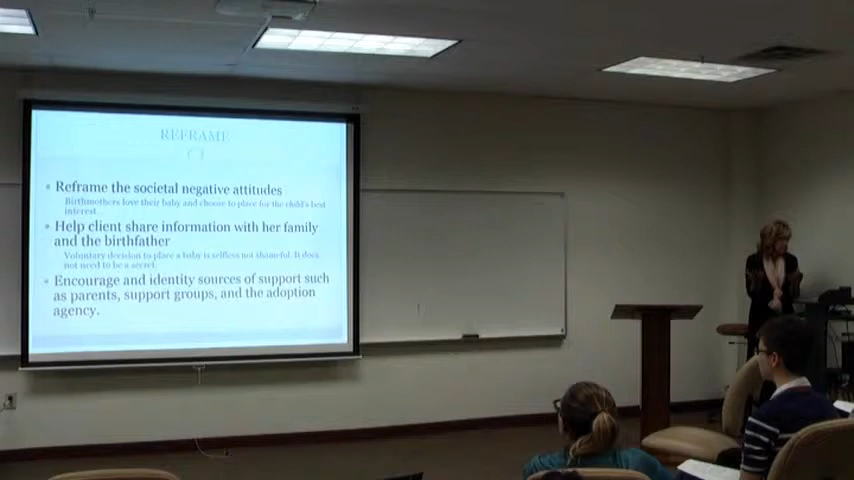 REFRAME
• Reframe the societal negative attitudes
Birthmothers love their baby and choose to place for the child's best
interest.
• Help client share information with her family
and the birthfather
Voluntary decision to place a baby is selfless not shameful. It does
not need to be a secret.
• Encourage and identity sources of support such
as parents, support groups, and the adoption
agency.